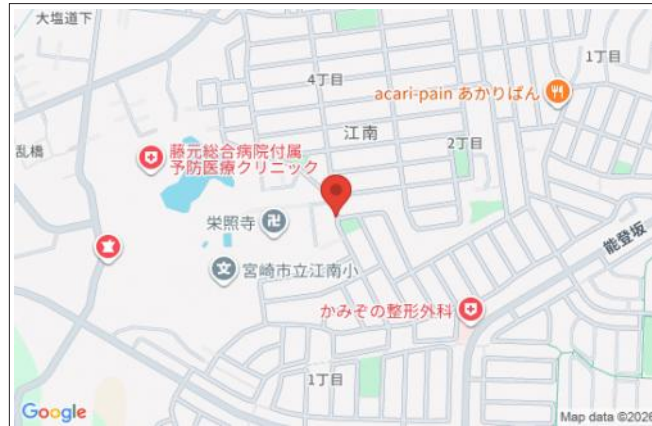 大塩道下
1丁目
4丁目
acari-pain あかりぱん
江南
2丁目
乱橋
藤元総合病院付属
予防医療クリニック
栄照寺
能登坂
宮崎市立江南小
かみぞの整形外科
1丁目
Google
Map data ©2026